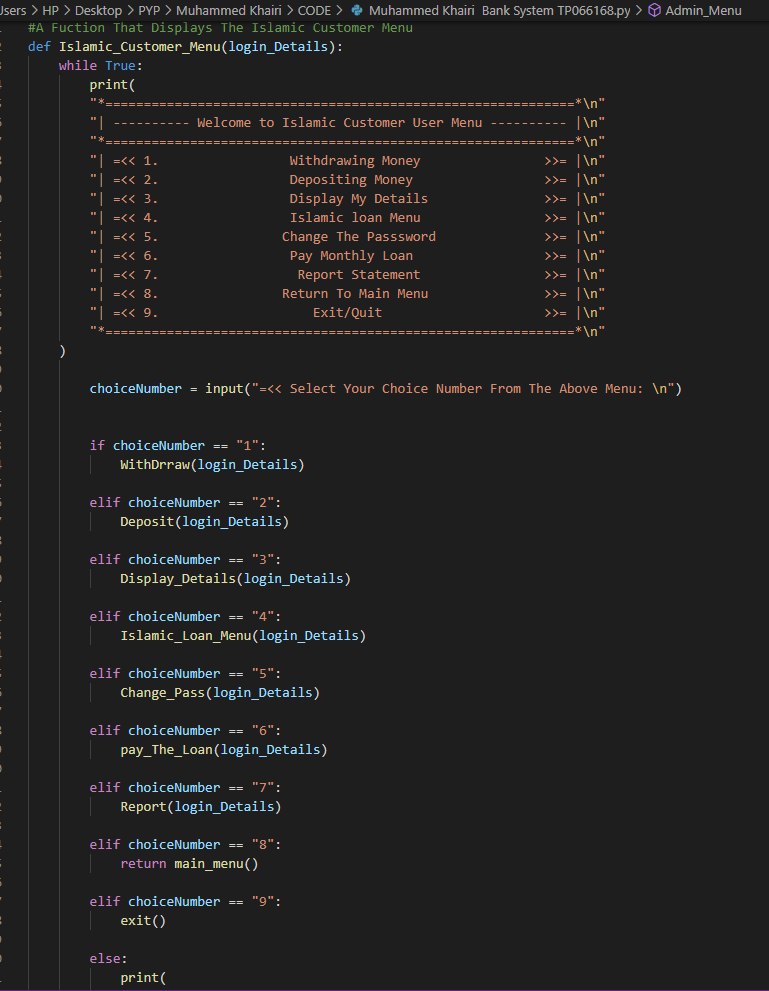 Users > HP > Desktop > PYP > Muhammed Khairi > CODE > Muhammed Khairi Bank System TP066168.py > Admin_Menu
#A Fuction That Displays The Islamic Customer Menu
def Islamic_Customer_Menu(login_Details):
    while True:
        print(
        "*=============================================================*\n"
        "| ---------- Welcome to Islamic Customer User Menu ---------- |\n"
        "*=============================================================*\n"
        "| =<< 1.                 Withdrawing Money                >>= |\n"
        "| =<< 2.                 Depositing Money                 >>= |\n"
        "| =<< 3.                 Display My Details               >>= |\n"
        "| =<< 4.                 Islamic loan Menu                >>= |\n"
        "| =<< 5.                Change The Passsword              >>= |\n"
        "| =<< 6.                 Pay Monthly Loan                 >>= |\n"
        "| =<< 7.                  Report Statement                >>= |\n"
        "| =<< 8.                Return To Main Menu               >>= |\n"
        "| =<< 9.                    Exit/Quit                     >>= |\n"
        "*=============================================================*\n"
    )
        choiceNumber = input("=<< Select Your Choice Number From The Above Menu: \n")
        if choiceNumber == "1":
            WithDrraw(login_Details)
        elif choiceNumber == "2":
            Deposit(login_Details)
        elif choiceNumber == "3":
            Display_Details(login_Details)
        elif choiceNumber == "4":
            Islamic_Loan_Menu(login_Details)
        elif choiceNumber == "5":
            Change_Pass(login_Details)
        elif choiceNumber == "6":
            pay_The_Loan(login_Details)
        elif choiceNumber == "7":
            Report(login_Details)
        elif choiceNumber == "8":
            return main_menu()
        elif choiceNumber == "9":
            exit()
        else:
            print(